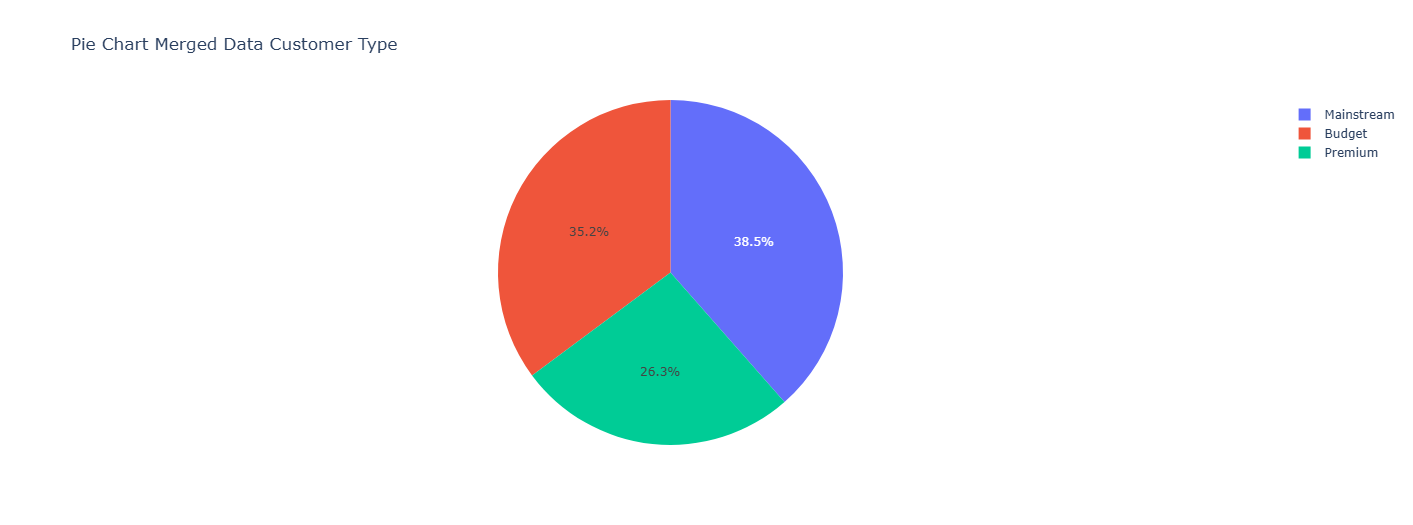 Pie Chart Merged Data Customer Type
Mainstream
Budget
Premium
35.2%
38.5%
26.3%